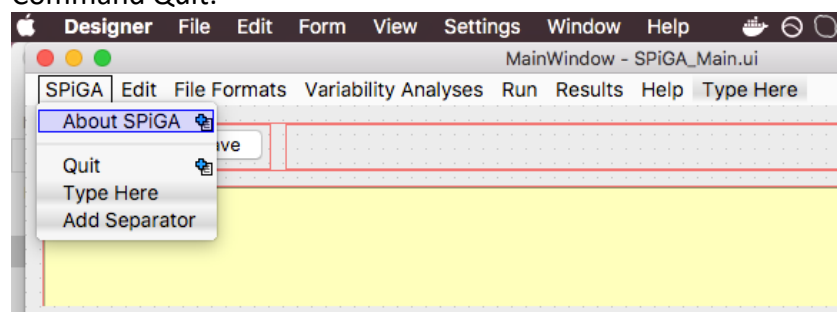 Command Quit.
Designer File Edit Form View Settings Window Help
MainWindow - SPiGA_Main.ui
SPiGA Edit File Formats Variability Analyses Run Results Help Type Here
About SPiGA
Quit
Type Here
Add Separator